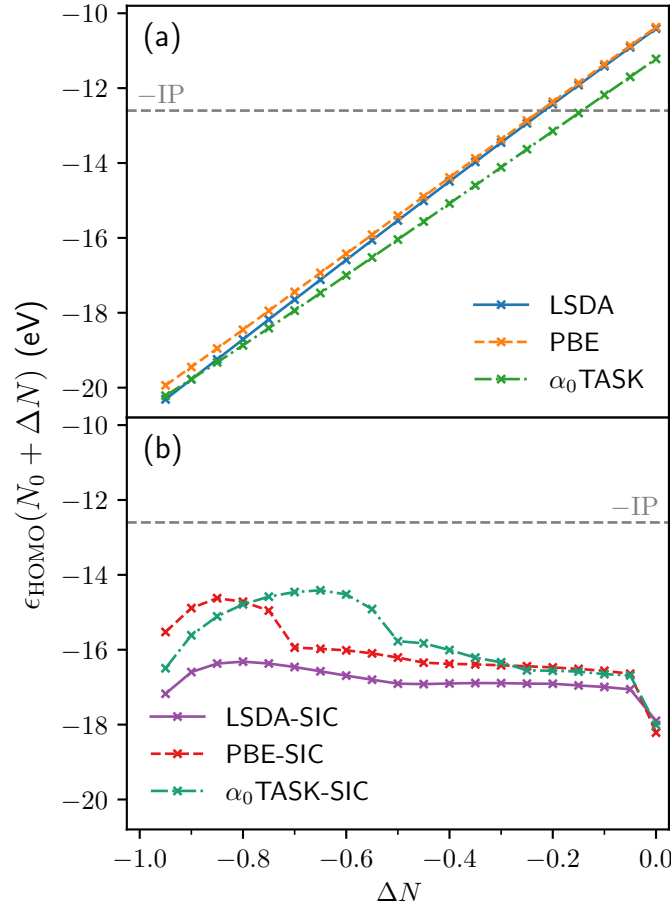 −10
(a)
−IP
−12
−14
−16
LSDA
−18
PBE
α₀TASK
−20
ϵHOMO(N₀ + ΔN) (eV)
−10
(b)
−12
−IP
−14
−16
−18
LSDA-SIC
PBE-SIC
α₀TASK-SIC
−20
−1.0 −0.8 −0.6 −0.4 −0.2 0.0
ΔN